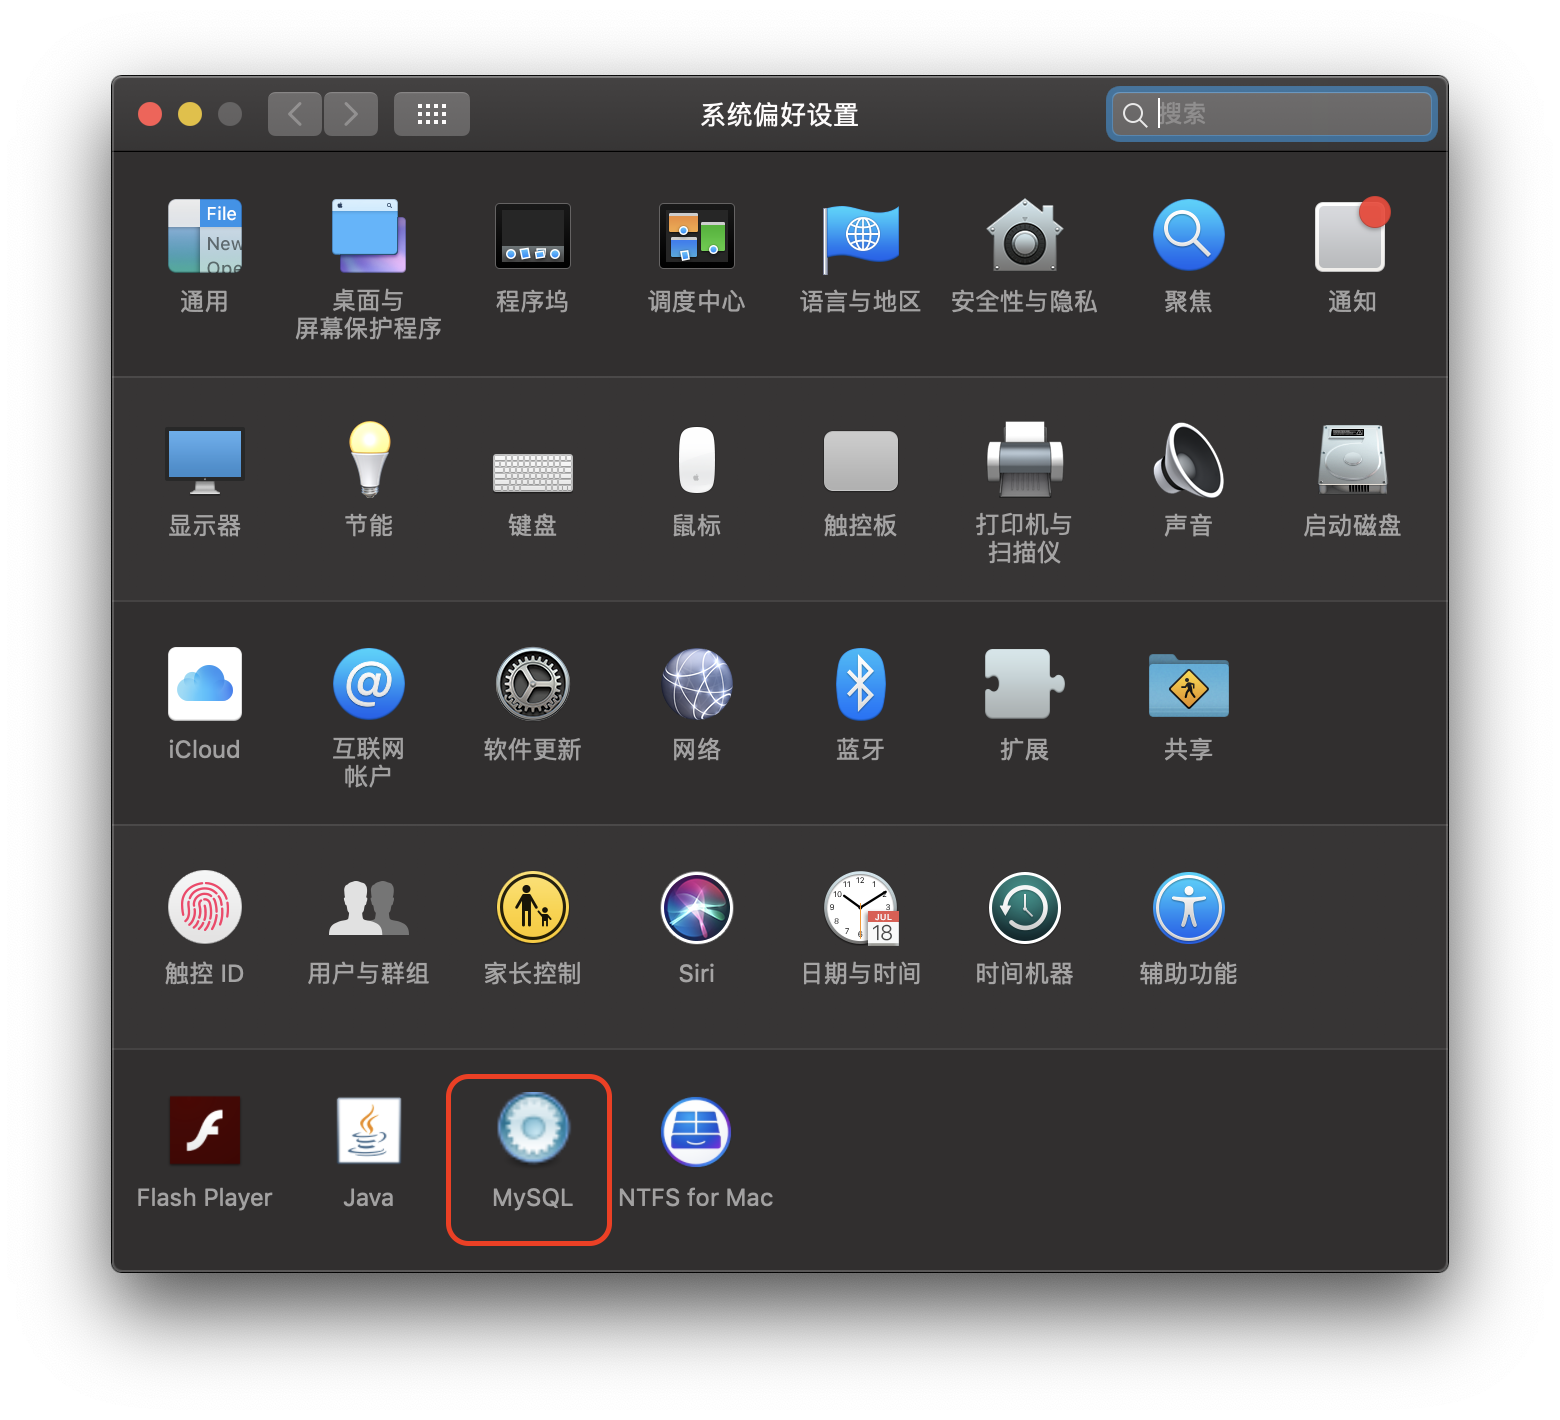 系统偏好设置
搜索
File
New
Ope
通用
桌面与
屏幕保护程序
程序坞
调度中心
语言与地区
安全性与隐私
聚焦
通知
显示器
节能
键盘
鼠标
触控板
打印机与
扫描仪
声音
启动磁盘
iCloud
互联网
帐户
软件更新
网络
蓝牙
扩展
共享
JUL
18
触控 ID
用户与群组
家长控制
Siri
日期与时间
时间机器
辅助功能
Flash Player
Java
MySQL
NTFS for Mac